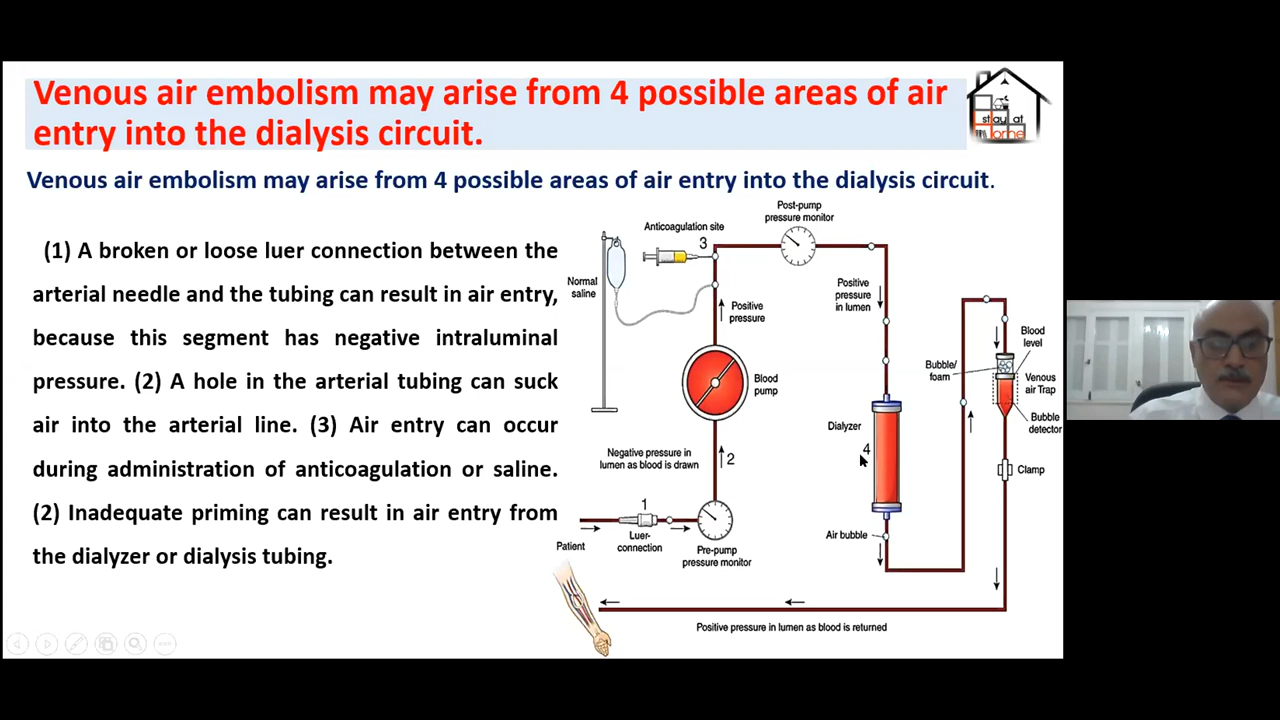 Venous air embolism may arise from 4 possible areas of air
entry into the dialysis circuit.
stay at
home
Venous air embolism may arise from 4 possible areas of air entry into the dialysis circuit.
(1) A broken or loose luer connection between the
arterial needle and the tubing can result in air entry,
because this segment has negative intraluminal
pressure. (2) A hole in the arterial tubing can suck
air into the arterial line. (3) Air entry can occur
during administration of anticoagulation or saline.
(2) Inadequate priming can result in air entry from
the dialyzer or dialysis tubing.
Post-pump
pressure monitor
Anticoagulation site
3
Normal
saline
Positive
pressure
Positive
pressure
in lumen
Blood
pump
Blood
level
Bubble/
foam
Venous
air Trap
Bubble
detector
Dialyzer
4
Negative pressure in
lumen as blood is drawn
2
Clamp
1
Luer-
connection
Patient
Pre-pump
pressure monitor
Air bubble
Positive pressure in lumen as blood is returned